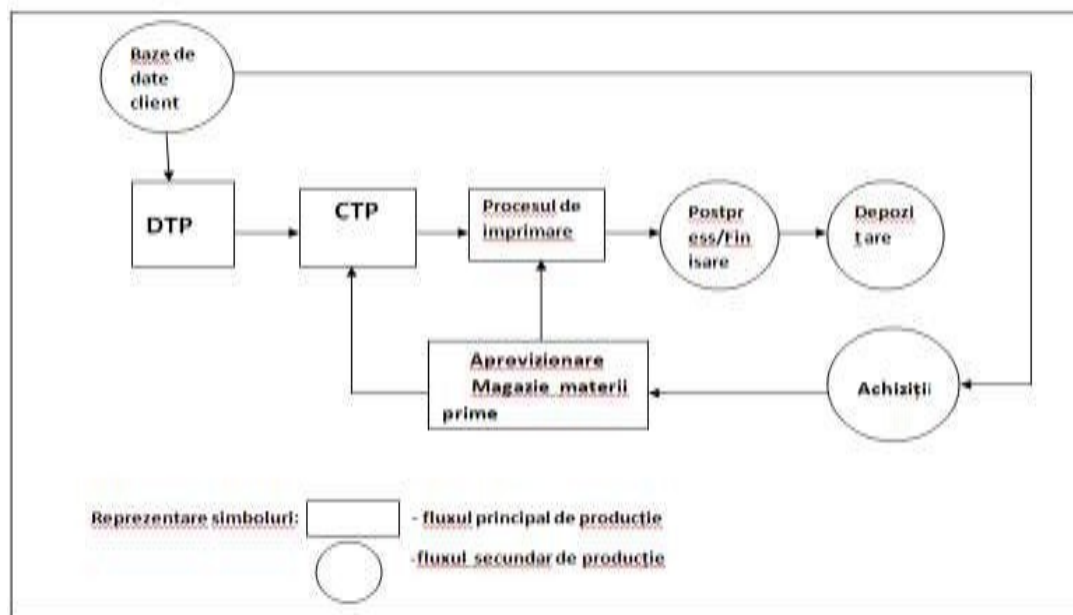 Baze de
date
client
DTP
CTP
Procesul de
imprimare
Postpr
ess/Fin
isare
Depozi
tare
Aprovizionare
Magazie materii
prime
Achiziții
Reprezentare simboluri:
- fluxul principal de producție
-fluxul secundar de producție